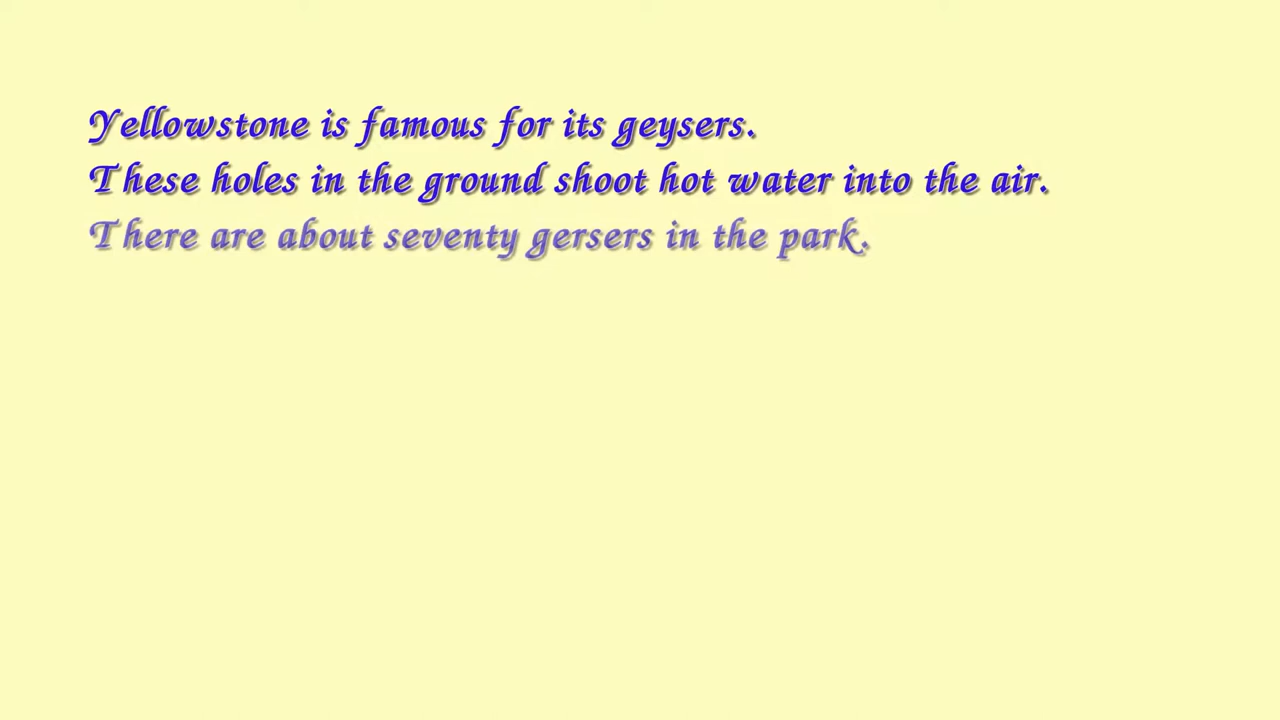 Yellowstone is famous for its geysers.
These holes in the ground shoot hot water into the air.
There are about seventy gersers in the park.